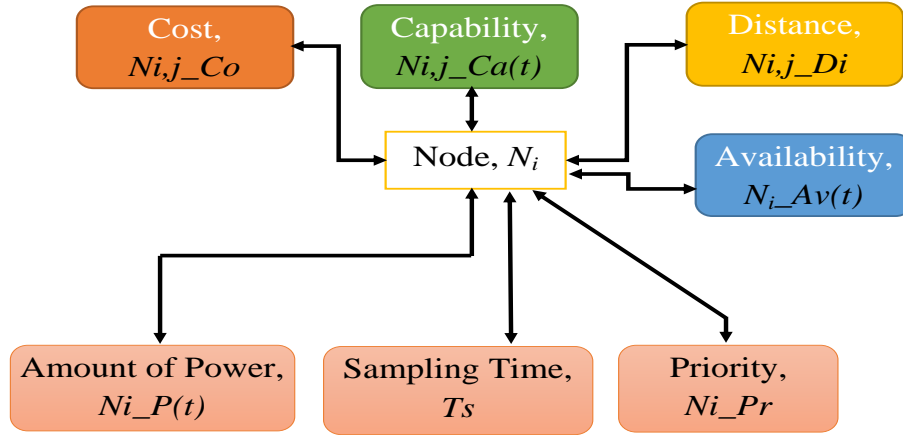 Cost,
Ni,j_Co
Capability,
Ni,j_Ca(t)
Distance,
Ni,j_Di
Node, Nᵢ
Availability,
Nᵢ_Av(t)
Amount of Power,
Ni_P(t)
Sampling Time,
Ts
Priority,
Ni_Pr